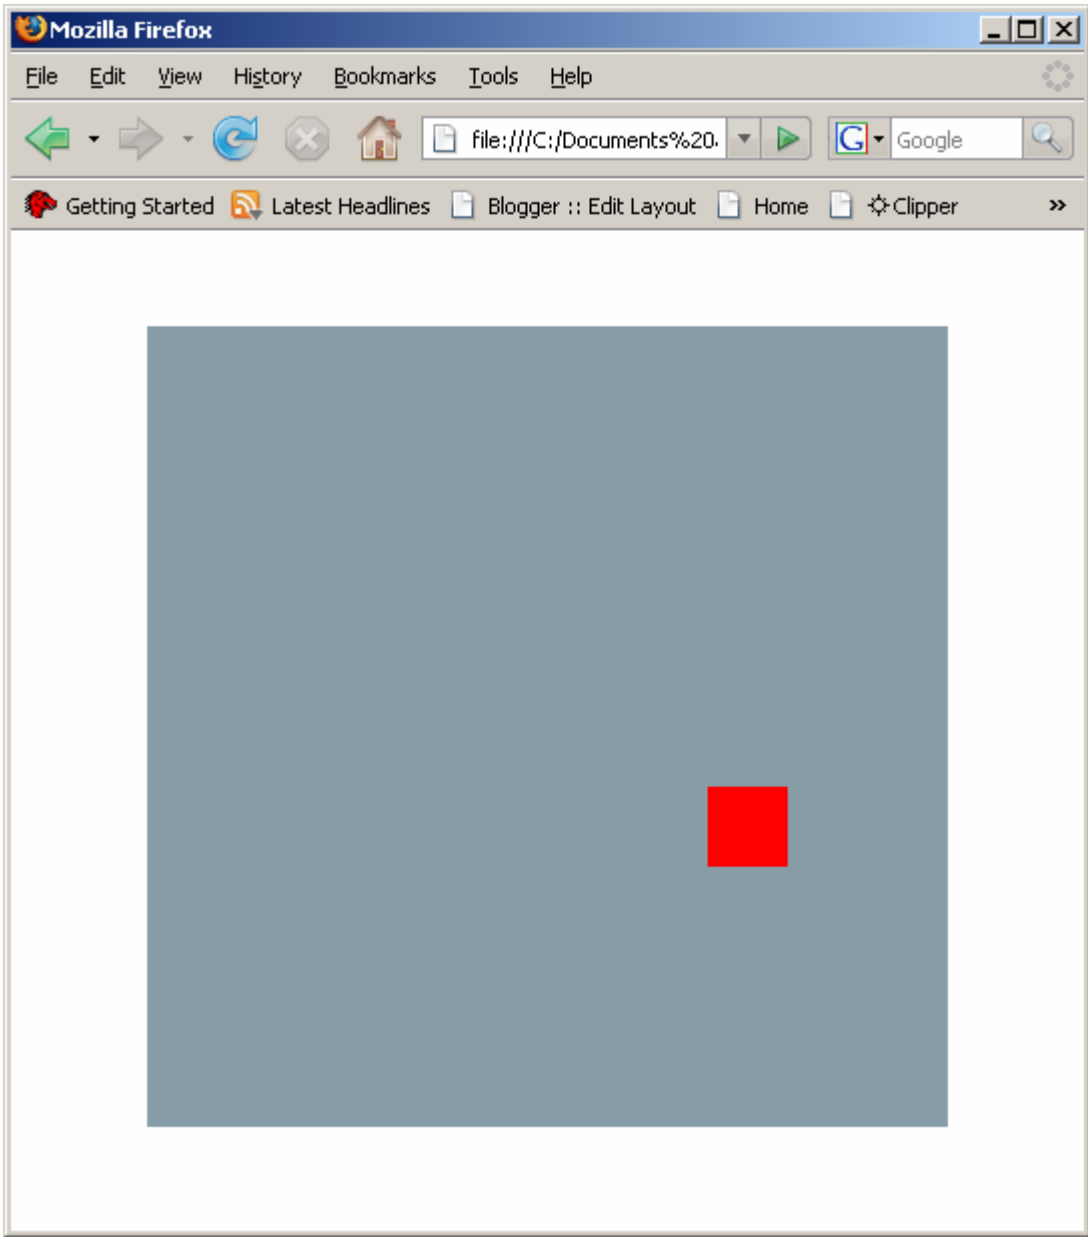 Mozilla Firefox
File Edit View History Bookmarks Tools Help
file:///C:/Documents%20. G Google
Getting Started Latest Headlines Blogger :: Edit Layout Home Clipper »